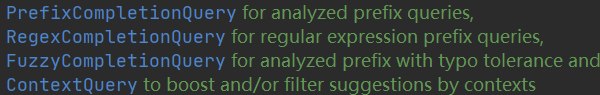 PrefixCompletionQuery for analyzed prefix queries,
RegexCompletionQuery for regular expression prefix queries,
FuzzyCompletionQuery for analyzed prefix with typo tolerance and
ContextQuery to boost and/or filter suggestions by contexts